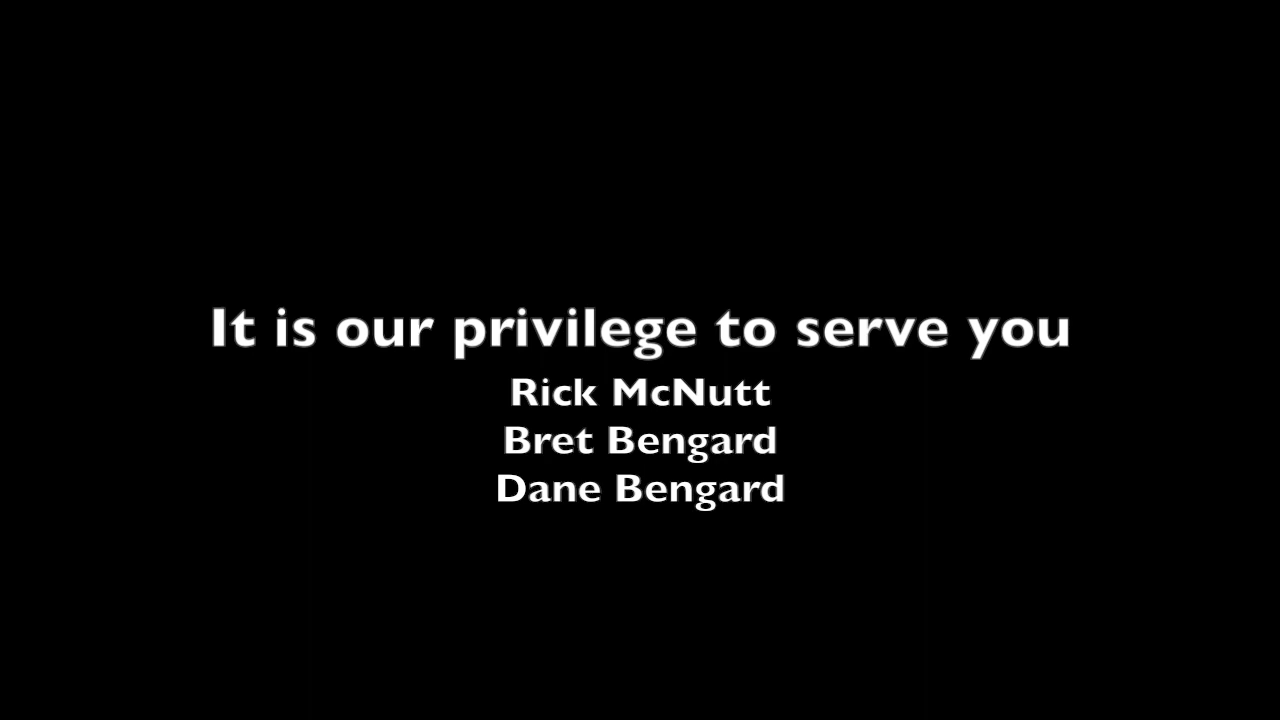 It is our privilege to serve you
Rick McNutt
Bret Bengard
Dane Bengard